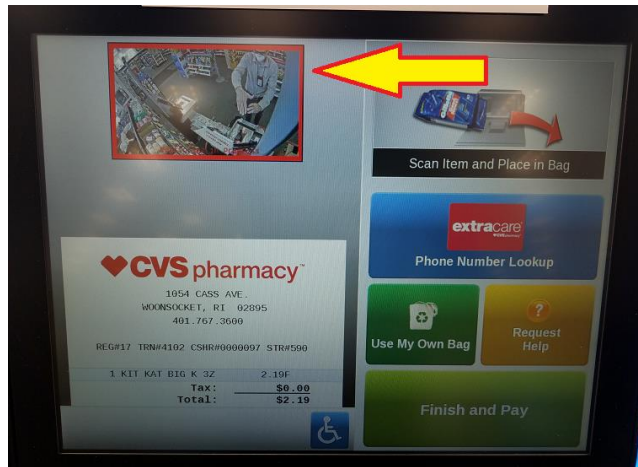 Scan Item and Place in Bag
extracare
Phone Number Lookup
CVS pharmacy
1054 CASS AVE.
WOONSOCKET, RI 02895
401.767.3600
REG#17 TRN#4102 CSHR#0000097 STR#590
1 KIT KAT BIG K 3Z 2.19F
Tax: $0.00
Total: $2.19
Use My Own Bag
?
Request
Help
Finish and Pay